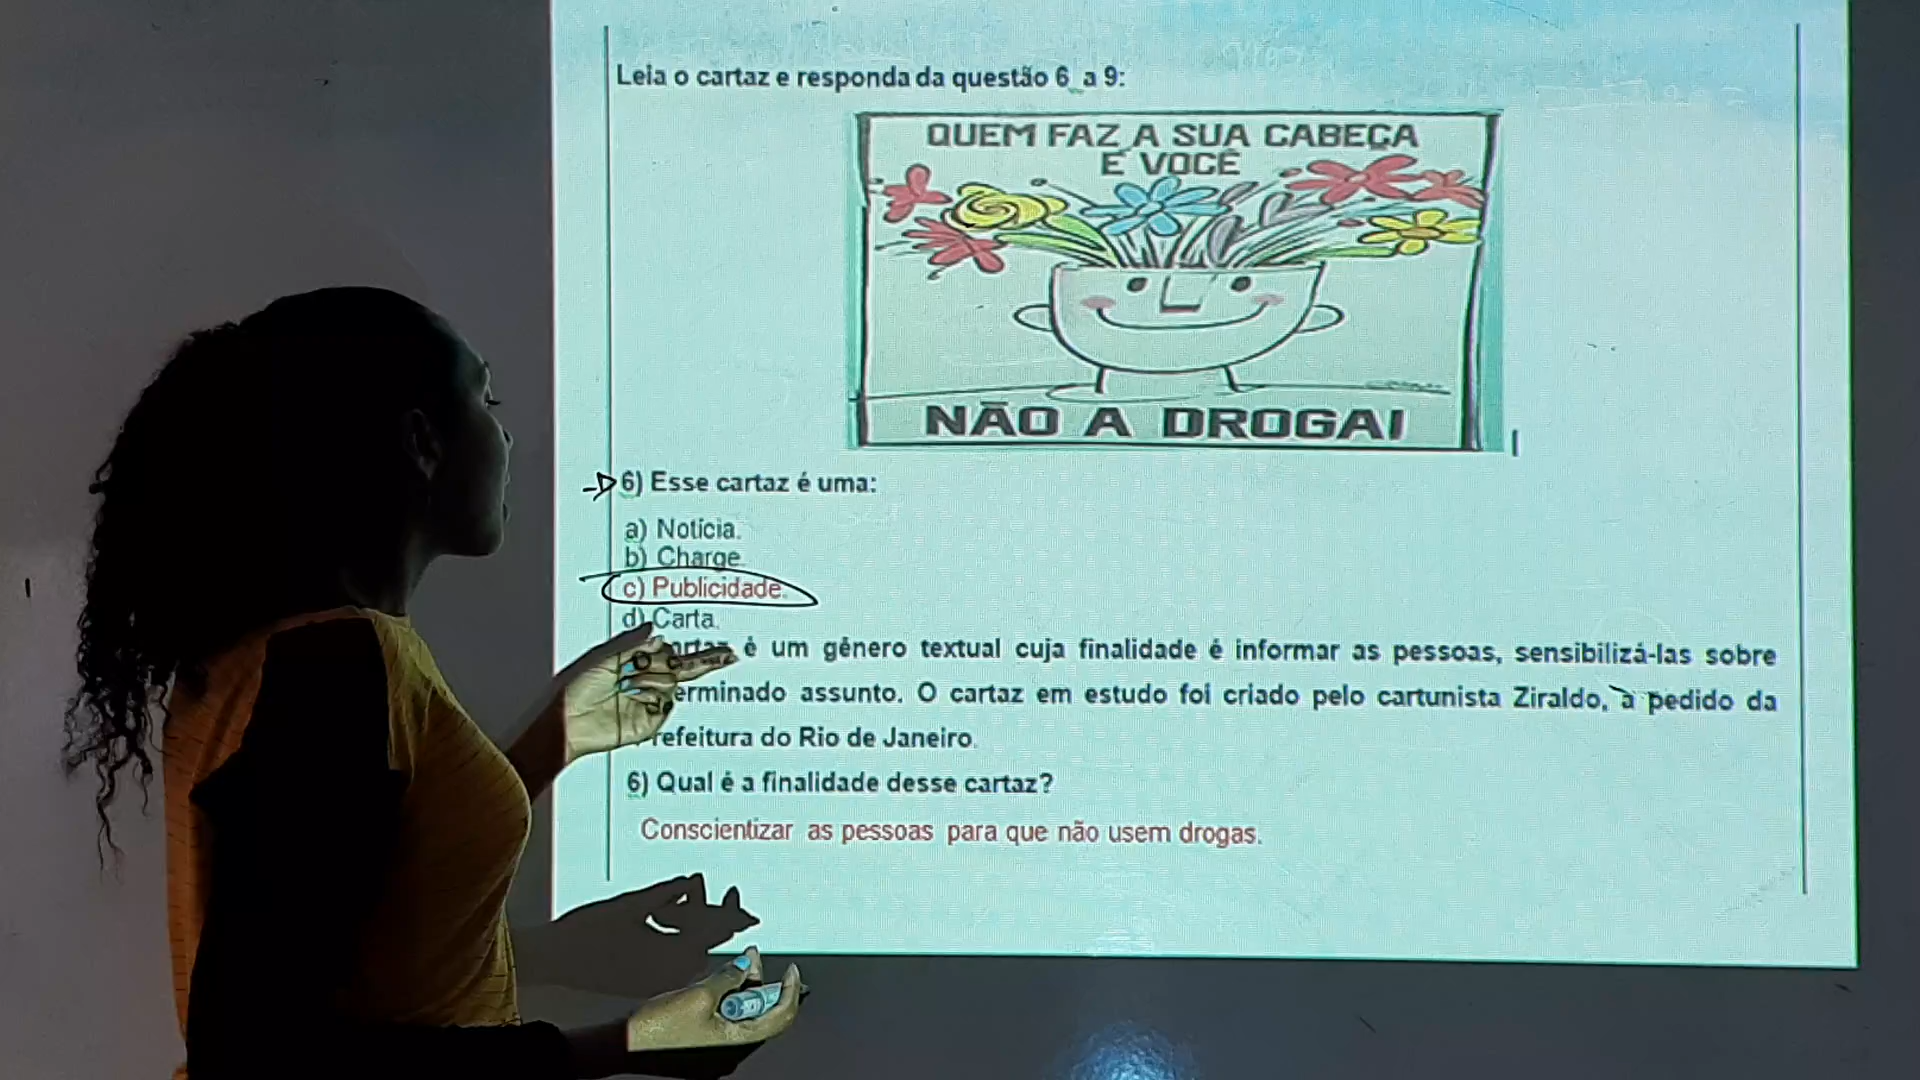 Leia o cartaz e responda da questão 6 a 9:
QUEM FAZ A SUA CABEÇA
É VOCÊ
NÃO A DROGA!
6) Esse cartaz é uma:
a) Notícia.
b) Charge.
c) Publicidade.
d) Carta.
O cartaz é um gênero textual cuja finalidade é informar as pessoas, sensibilizá-las sobre
determinado assunto. O cartaz em estudo foi criado pelo cartunista Ziraldo, a pedido da
Prefeitura do Rio de Janeiro.
6) Qual é a finalidade desse cartaz?
Conscientizar as pessoas para que não usem drogas.